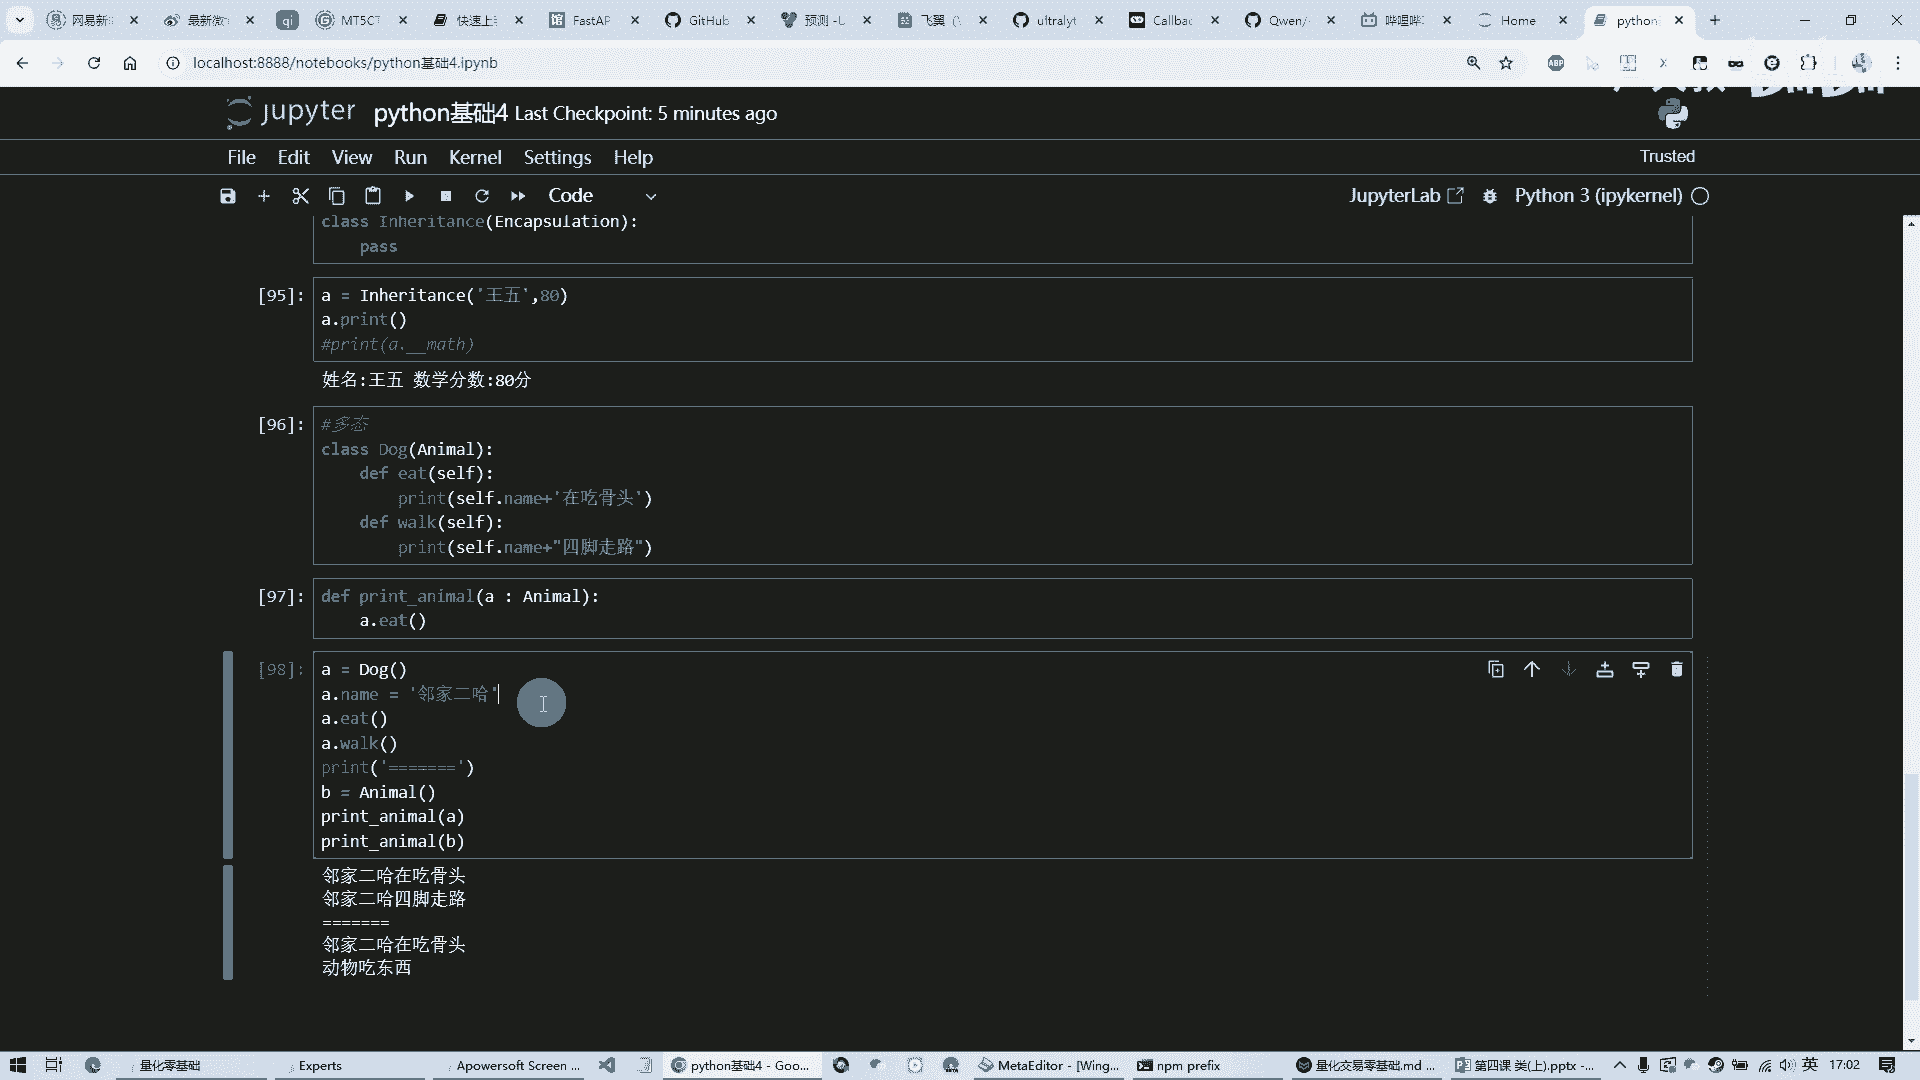 网易新
最新微
qi
MT5CT
快速上
FastAP
GitHub
预测 - U
飞翼 (
ultralyt
Callbac
Qwen/
哔哩哔
Home
python
localhost:8888/notebooks/python基础4.ipynb
ABP
jupyter python基础4 Last Checkpoint: 5 minutes ago
File Edit View Run Kernel Settings Help
Trusted
Code
JupyterLab Python 3 (ipykernel)
class Inheritance(Encapsulation):
pass
[95]: a = Inheritance('王五',80)
a.print()
#print(a.__math)
姓名:王五 数学分数:80分
[96]: #多态
class Dog(Animal):
def eat(self):
print(self.name+'在吃骨头')
def walk(self):
print(self.name+"四脚走路")
[97]: def print_animal(a : Animal):
a.eat()
[98]: a = Dog()
a.name = '邻家二哈'
a.eat()
a.walk()
print('=======')
b = Animal()
print_animal(a)
print_animal(b)
邻家二哈在吃骨头
邻家二哈四脚走路
=======
邻家二哈在吃骨头
动物吃东西
量化零基础
Experts
Apowersoft Screen ...
python基础4 - Goo...
MetaEditor - [Wing...
npm prefix
量化交易零基础.md ...
第四课 类(上).pptx -...
英
17:02